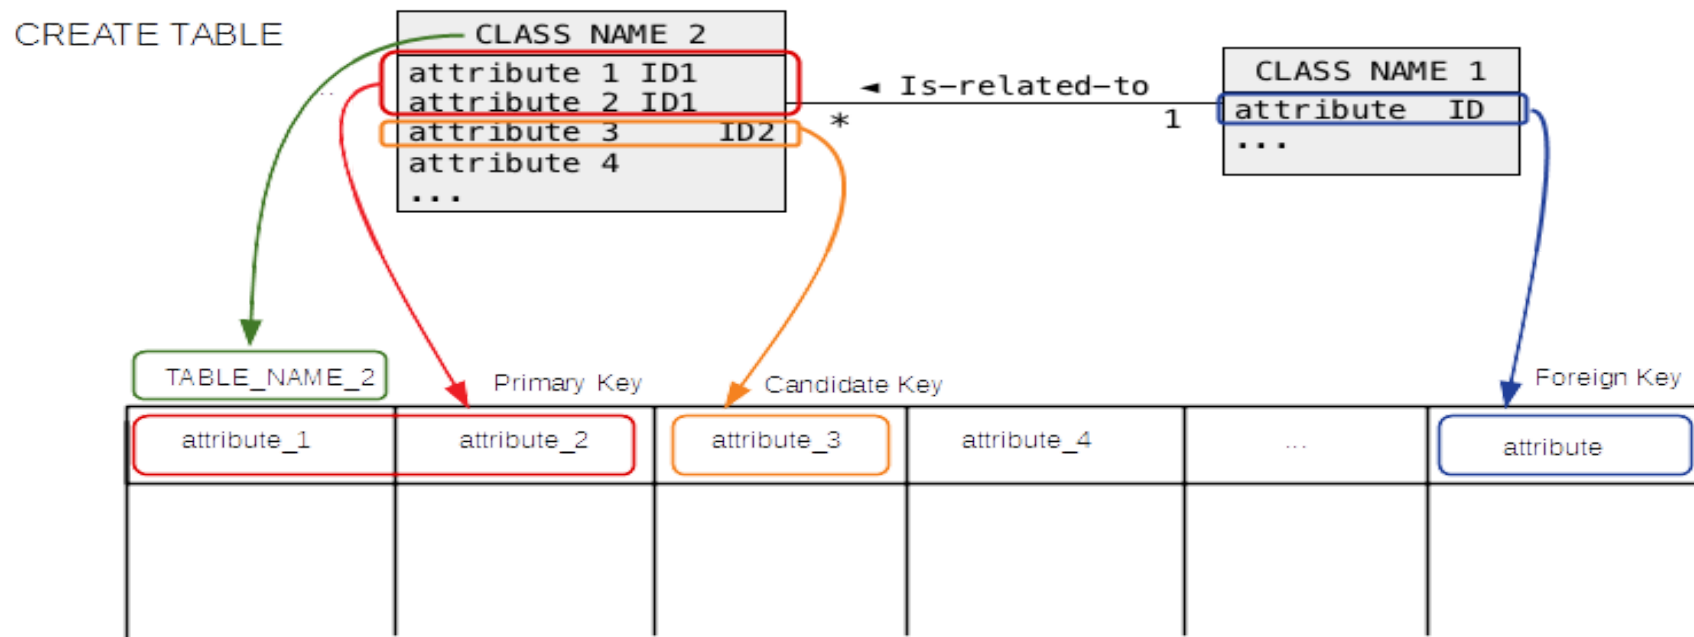 CREATE TABLE
CLASS NAME 2
attribute 1 ID1
attribute 2 ID1
attribute 3 ID2
attribute 4
...
◄ Is-related-to
* 1
CLASS NAME 1
attribute ID
...
..
TABLE_NAME_2
Primary Key
Candidate Key
Foreign Key
attribute_1 attribute_2 attribute_3 attribute_4 ... attribute